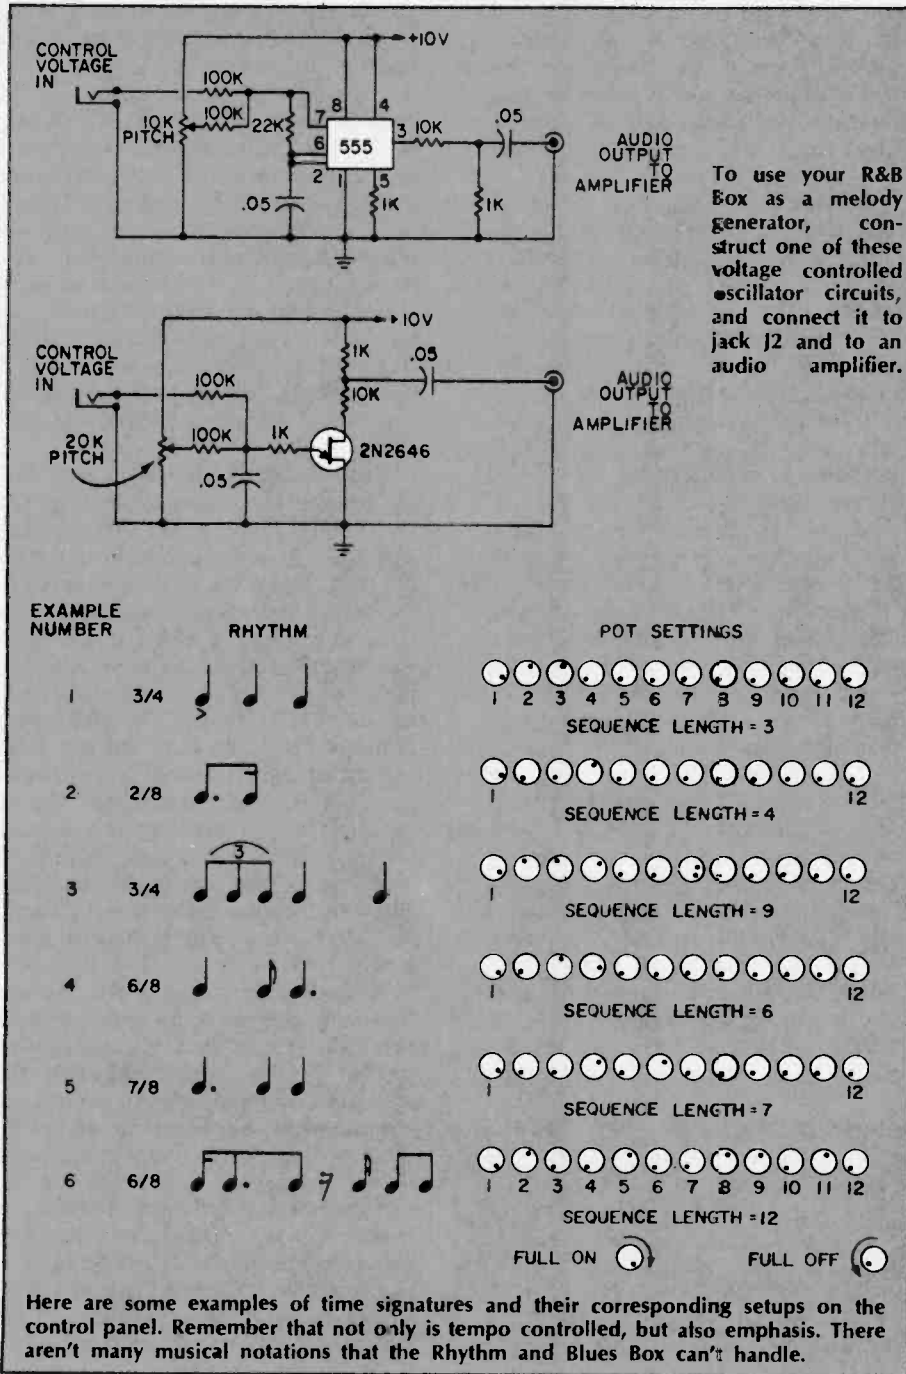 CONTROL
VOLTAGE
IN
+10V
100K
10K
PITCH
100K
22K
7
8
4
6
2
555
3
10K
.05
1
5
1K
.05
1K
AUDIO
OUTPUT
TO
AMPLIFIER
To use your R&B
Box as a melody
generator, con-
struct one of these
voltage controlled
oscillator circuits,
and connect it to
jack J2 and to an
audio amplifier.
CONTROL
VOLTAGE
IN
10V
1K
.05
100K
10K
20K
PITCH
100K
1K
2N2646
.05
AUDIO
OUTPUT
TO
AMPLIFIER
EXAMPLE
NUMBER
RHYTHM
POT SETTINGS
1 3/4
1 2 3 4 5 6 7 8 9 10 11 12
SEQUENCE LENGTH = 3
2 2/8
1 12
SEQUENCE LENGTH = 4
3 3/4 3
1 12
SEQUENCE LENGTH = 9
4 6/8
1 12
SEQUENCE LENGTH = 6
5 7/8
1 12
SEQUENCE LENGTH = 7
6 6/8
1 2 3 4 5 6 7 8 9 10 11 12
SEQUENCE LENGTH = 12
FULL ON FULL OFF
Here are some examples of time signatures and their corresponding setups on the
control panel. Remember that not only is tempo controlled, but also emphasis. There
aren't many musical notations that the Rhythm and Blues Box can't handle.